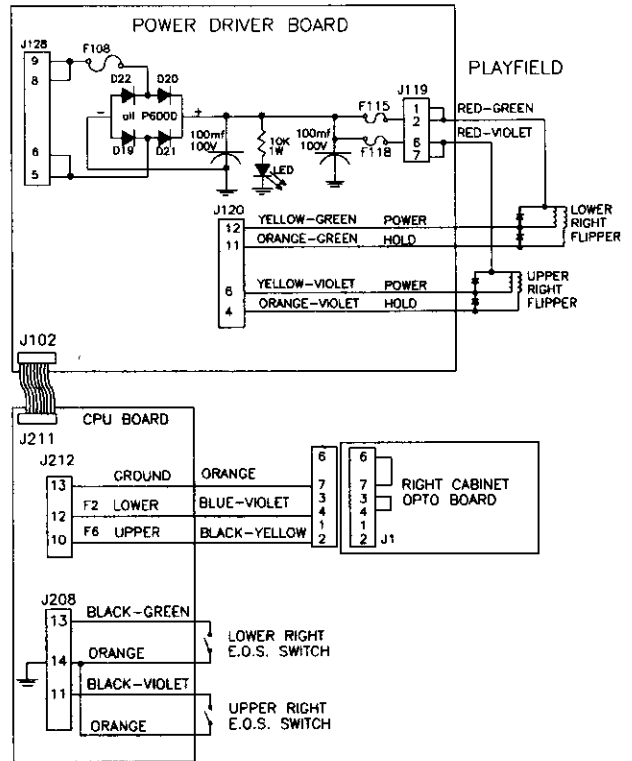 POWER DRIVER BOARD
J128
F108
9
8
6
5
D22
D20
-
all P600D
+
D19
D21
100mf
100V
10K
1W
LED
100mf
100V
F115
F118
J119
1
2
6
7
PLAYFIELD
RED-GREEN
RED-VIOLET
J120
12
11
6
4
YELLOW-GREEN POWER
ORANGE-GREEN HOLD
YELLOW-VIOLET POWER
ORANGE-VIOLET HOLD
LOWER
RIGHT
FLIPPER
UPPER
RIGHT
FLIPPER
J102
J211
CPU BOARD
J212
13 GROUND ORANGE
12 F2 LOWER BLUE-VIOLET
10 F6 UPPER BLACK-YELLOW
6
7
3
4
1
2
6
7
3
4
1
2
J1
RIGHT CABINET
OPTO BOARD
J208
13 BLACK-GREEN
14 ORANGE
11 BLACK-VIOLET
ORANGE
LOWER RIGHT
E.O.S. SWITCH
UPPER RIGHT
E.O.S. SWITCH